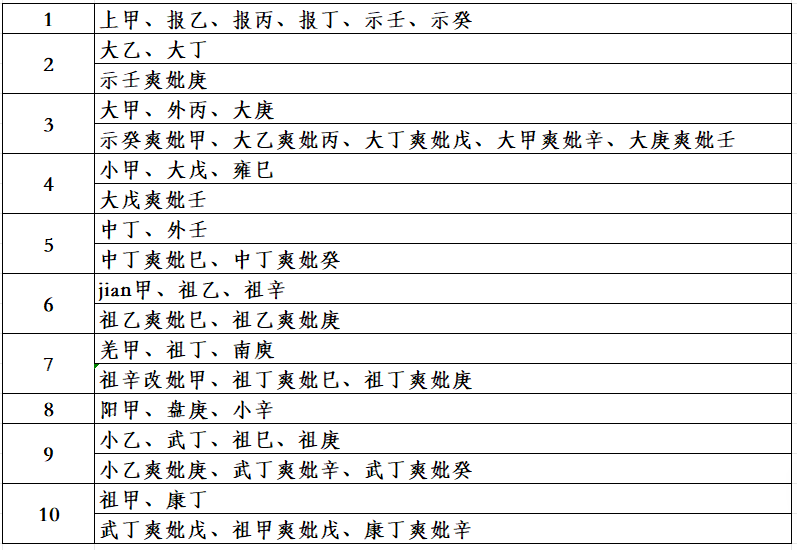 1
上甲、报乙、报丙、报丁、示壬、示癸
2
大乙、大丁
示壬爽妣庚
3
大甲、外丙、大庚
示癸爽妣甲、大乙爽妣丙、大丁爽妣戊、大甲爽妣辛、大庚爽妣壬
4
小甲、大戊、雍巳
大戊爽妣壬
5
中丁、外壬
中丁爽妣巳、中丁爽妣癸
6
jian甲、祖乙、祖辛
祖乙爽妣巳、祖乙爽妣庚
7
羌甲、祖丁、南庾
祖辛改妣甲、祖丁爽妣巳、祖丁爽妣庚
8
阳甲、盘庚、小辛
9
小乙、武丁、祖巳、祖庚
小乙爽妣庚、武丁爽妣辛、武丁爽妣癸
10
祖甲、康丁
武丁爽妣戊、祖甲爽妣戊、康丁爽妣辛